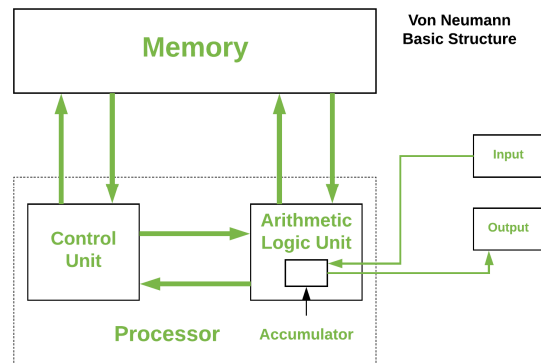 Von Neumann
Basic Structure
Memory
Input
Output
Control
Unit
Arithmetic
Logic Unit
Accumulator
Processor